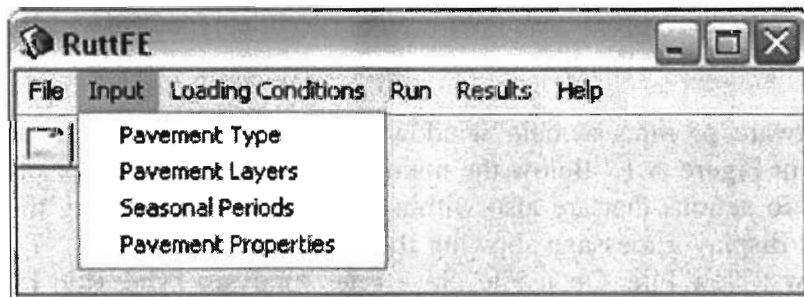 RuttFE
File Input Loading Conditions Run Results Help
Pavement Type
Pavement Layers
Seasonal Periods
Pavement Properties